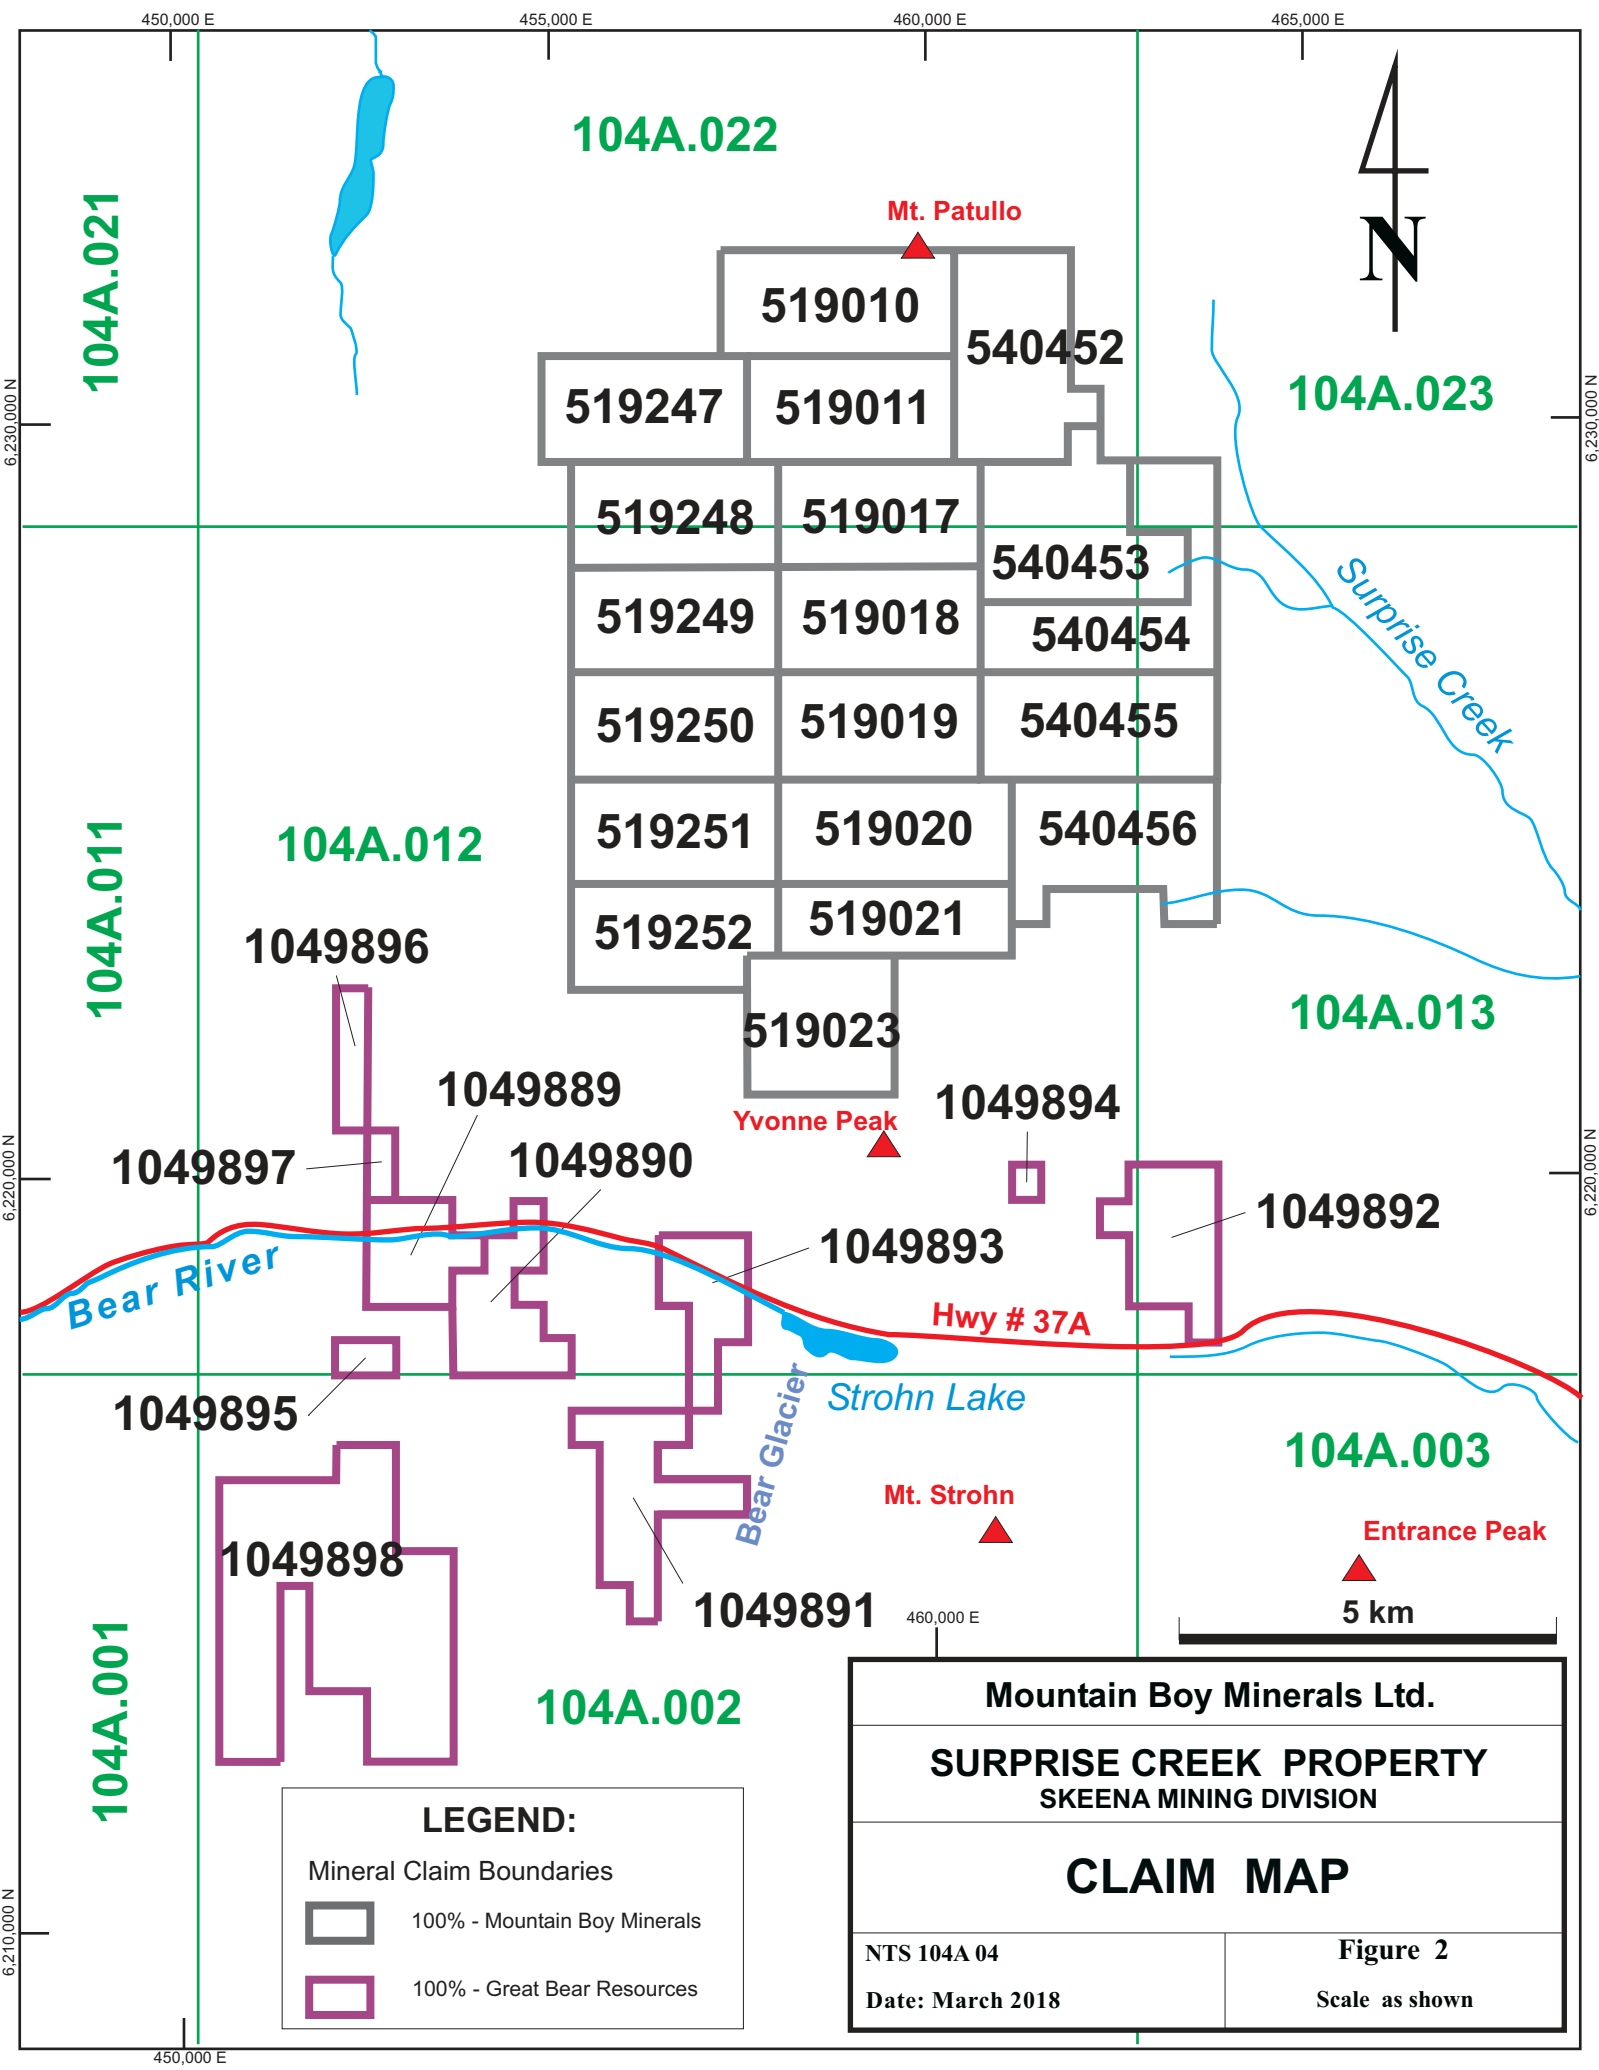 450,000 E
455,000 E
460,000 E
465,000 E
104A.022
104A.021
Mt. Patullo
N
519010
540452
104A.023
6,230,000 N
6,230,000 N
519247
519011
519248
519017
540453
Surprise Creek
519249
519018
540454
519250
519019
540455
519251
519020
540456
104A.012
104A.011
519252
519021
1049896
104A.013
519023
1049889
1049894
Yvonne Peak
1049897
1049890
6,220,000 N
6,220,000 N
1049892
1049893
Bear River
Hwy # 37A
Strohn Lake
1049895
Bear Glacier
104A.003
Mt. Strohn
Entrance Peak
1049898
1049891
460,000 E
5 km
104A.001
104A.002
Mountain Boy Minerals Ltd.
SURPRISE CREEK PROPERTY
SKEENA MINING DIVISION
CLAIM MAP
NTS 104A 04
Figure 2
Date: March 2018
Scale as shown
LEGEND:
Mineral Claim Boundaries
100% - Mountain Boy Minerals
100% - Great Bear Resources
6,210,000 N
450,000 E